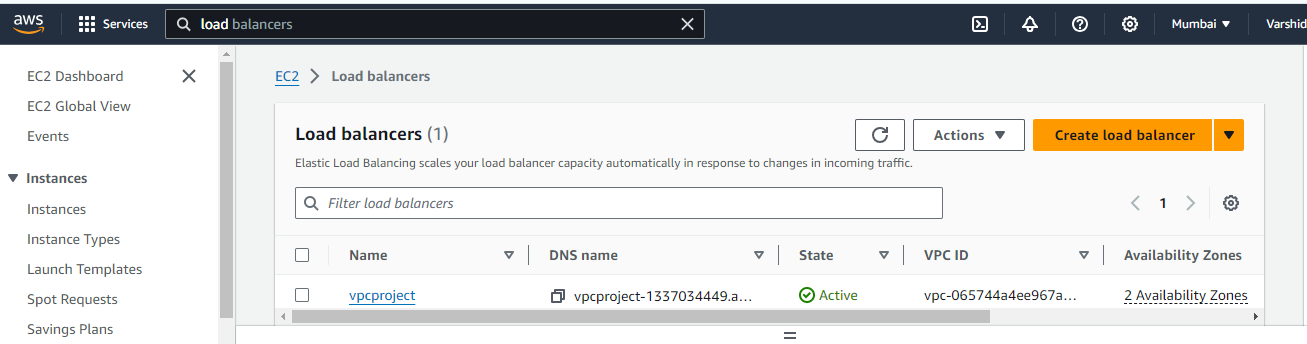 aws Services load balancers Mumbai Varshid
EC2 Dashboard
EC2 Global View
Events
Instances
Instances
Instance Types
Launch Templates
Spot Requests
Savings Plans
EC2 > Load balancers
Load balancers (1) Actions Create load balancer
Elastic Load Balancing scales your load balancer capacity automatically in response to changes in incoming traffic.
Filter load balancers 1
Name DNS name State VPC ID Availability Zones
vpcproject vpcproject-1337034449.a... Active vpc-065744a4ee967a... 2 Availability Zones